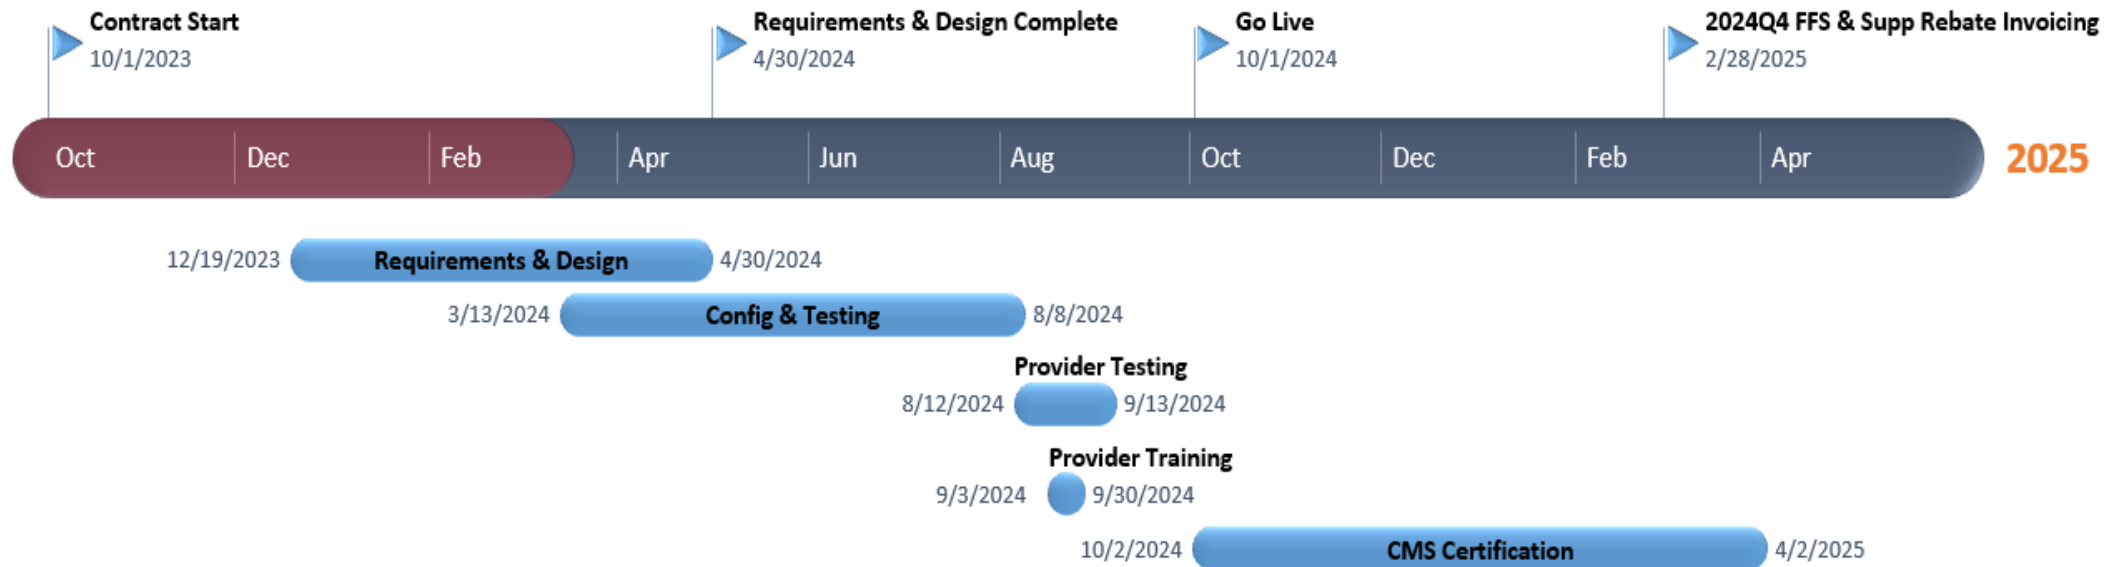 Contract Start
10/1/2023
Requirements & Design Complete
4/30/2024
Go Live
10/1/2024
2024Q4 FFS & Supp Rebate Invoicing
2/28/2025
Oct Dec Feb Apr Jun Aug Oct Dec Feb Apr 2025
12/19/2023 Requirements & Design 4/30/2024
3/13/2024 Config & Testing 8/8/2024
Provider Testing
8/12/2024 9/13/2024
Provider Training
9/3/2024 9/30/2024
10/2/2024 CMS Certification 4/2/2025